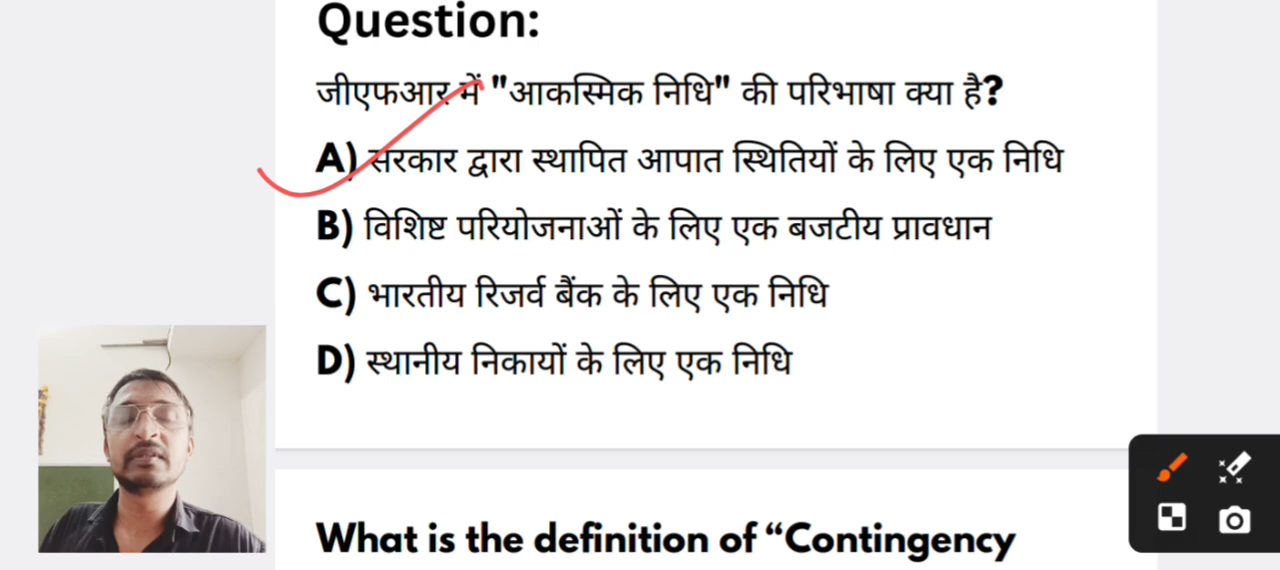 Question:
जीएफआर में "आकस्मिक निधि" की परिभाषा क्या है?
A) सरकार द्वारा स्थापित आपात स्थितियों के लिए एक निधि
B) विशिष्ट परियोजनाओं के लिए एक बजटीय प्रावधान
C) भारतीय रिजर्व बैंक के लिए एक निधि
D) स्थानीय निकायों के लिए एक निधि
What is the definition of “Contingency